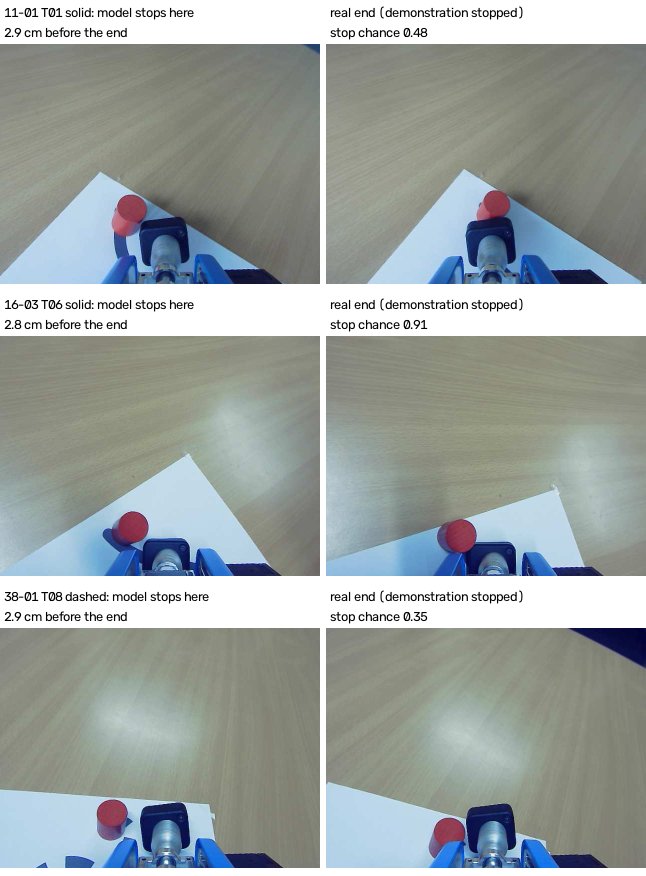 11-01 T01 solid: model stops here
2.9 cm before the end
real end (demonstration stopped)
stop chance 0.48
16-03 T06 solid: model stops here
2.8 cm before the end
real end (demonstration stopped)
stop chance 0.91
38-01 T08 dashed: model stops here
2.9 cm before the end
real end (demonstration stopped)
stop chance 0.35